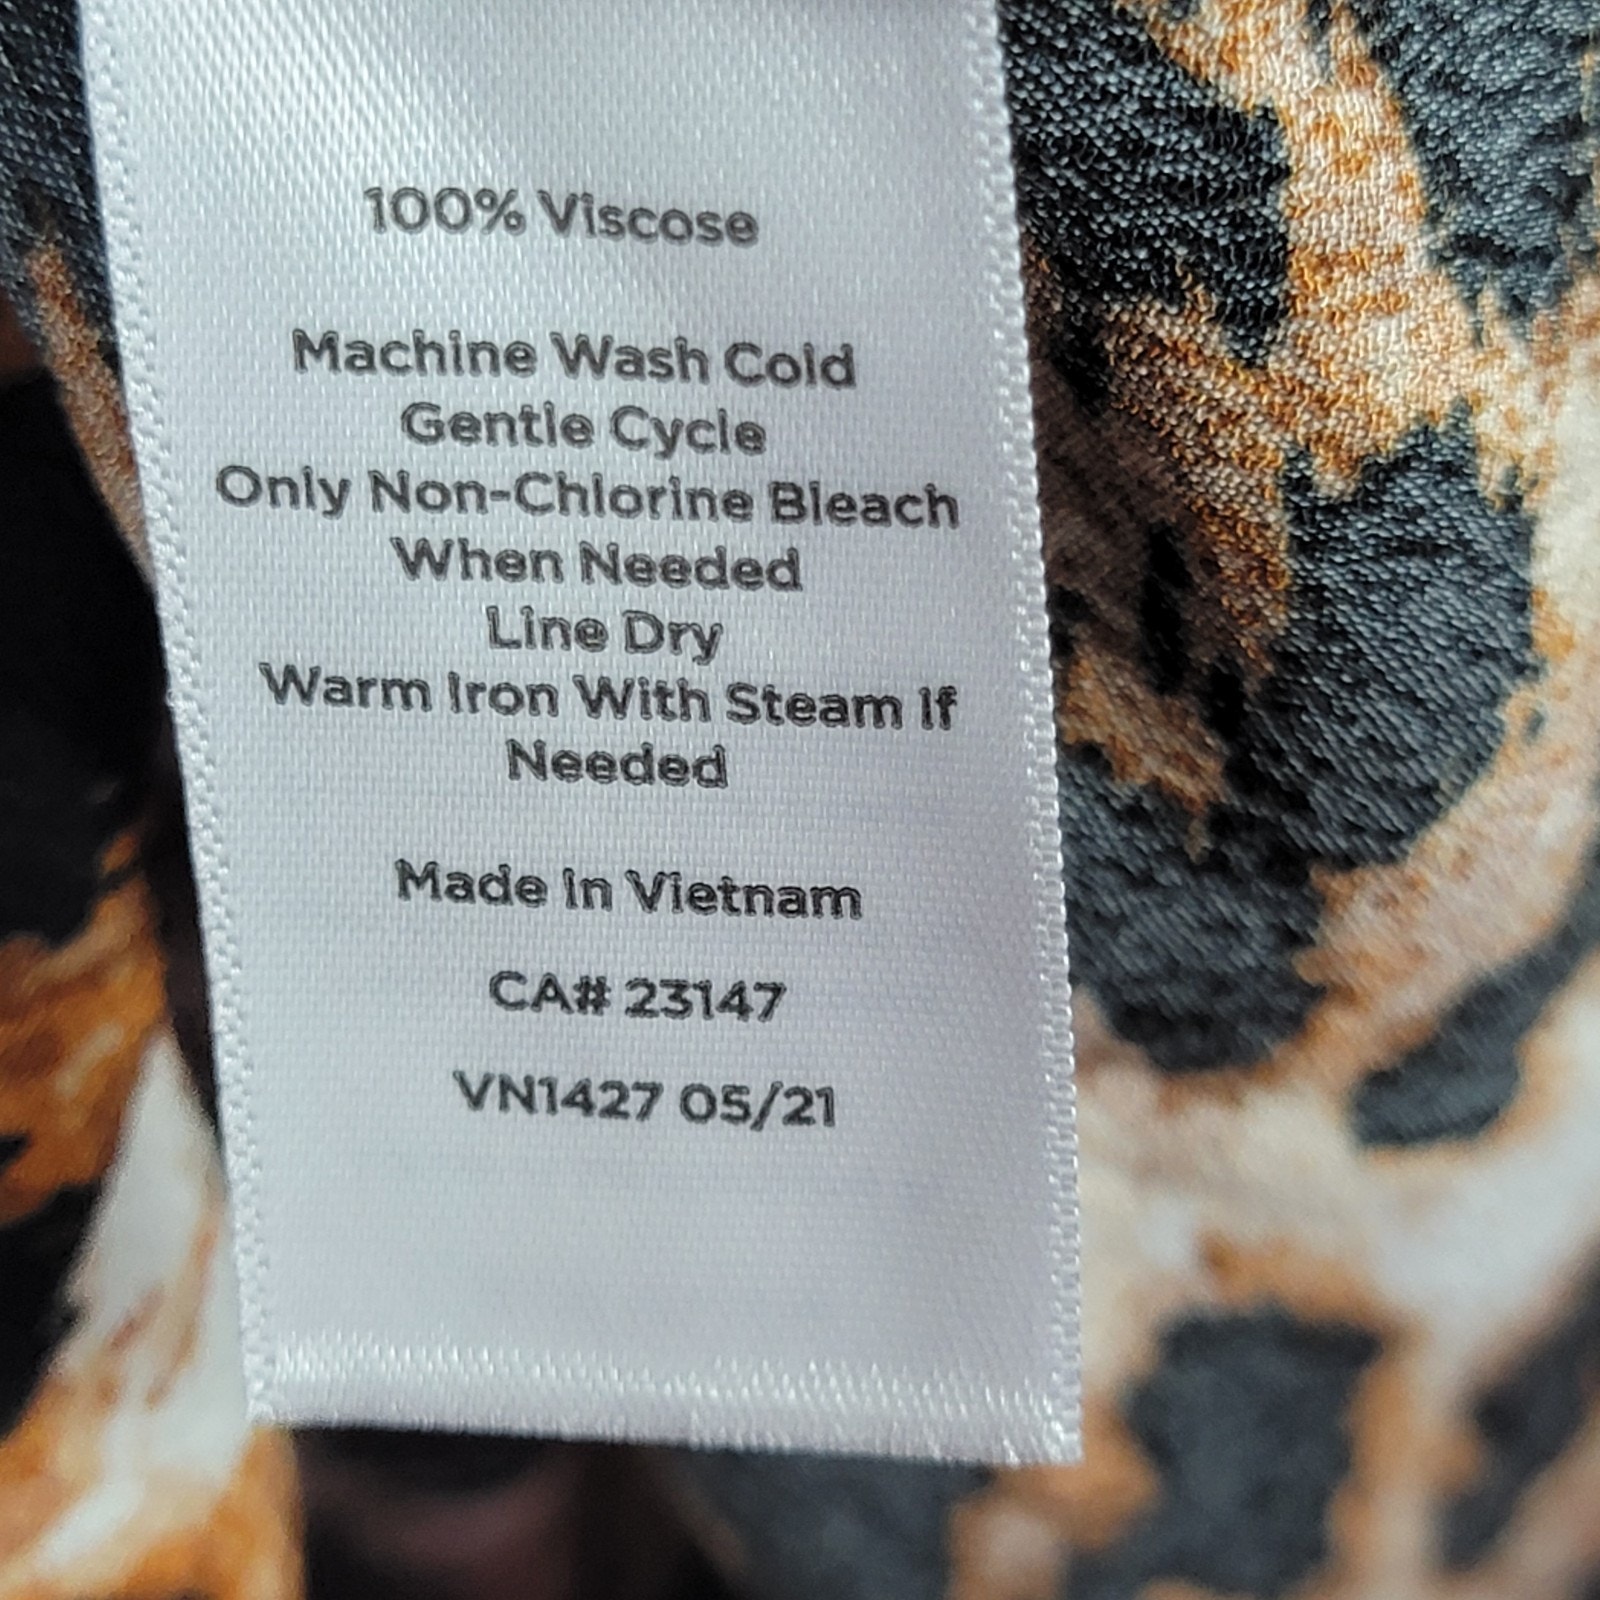 100% Viscose
Machine Wash Cold
Gentle Cycle
Only Non-Chlorine Bleach
When Needed
Line Dry
Warm Iron With Steam If
Needed
Made In Vietnam
CA# 23147
VN1427 05/21